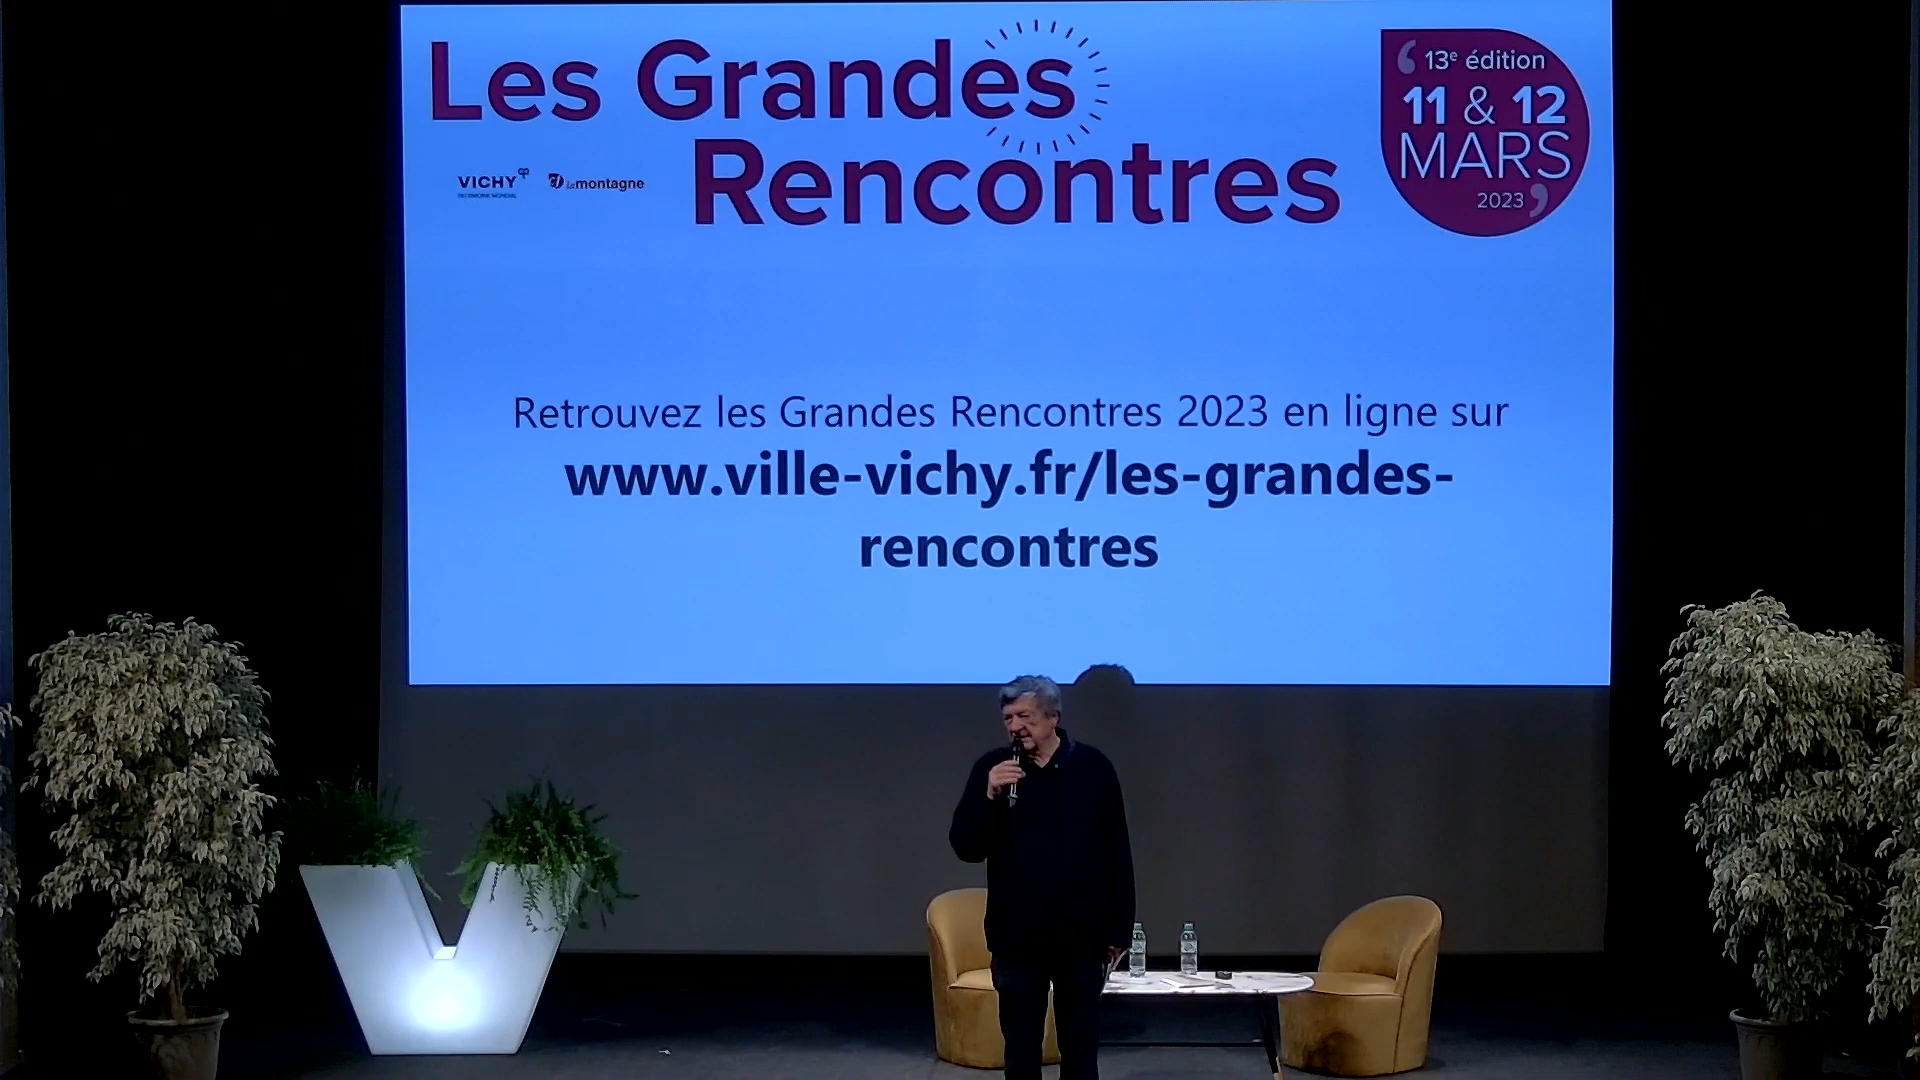 Les Grandes
Rencontres
VICHY
la montagne
13e édition
11 & 12
MARS
2023
Retrouvez les Grandes Rencontres 2023 en ligne sur
www.ville-vichy.fr/les-grandes-
rencontres